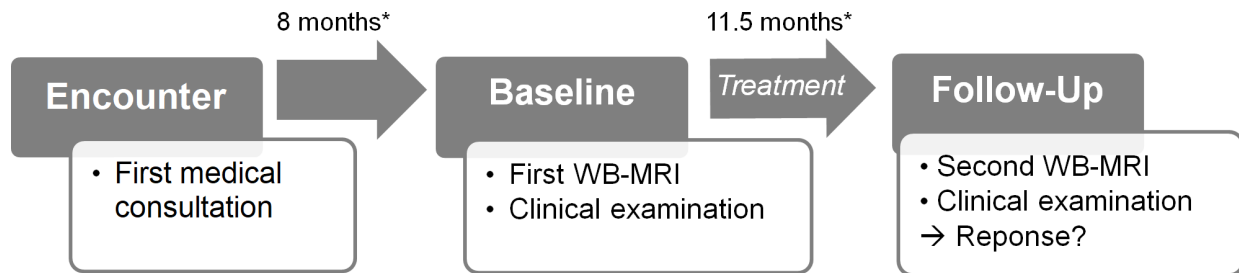 8 months*
11.5 months*
Encounter
Baseline
Treatment
Follow-Up
• First medical
consultation
• First WB-MRI
• Clinical examination
• Second WB-MRI
• Clinical examination
→ Reponse?